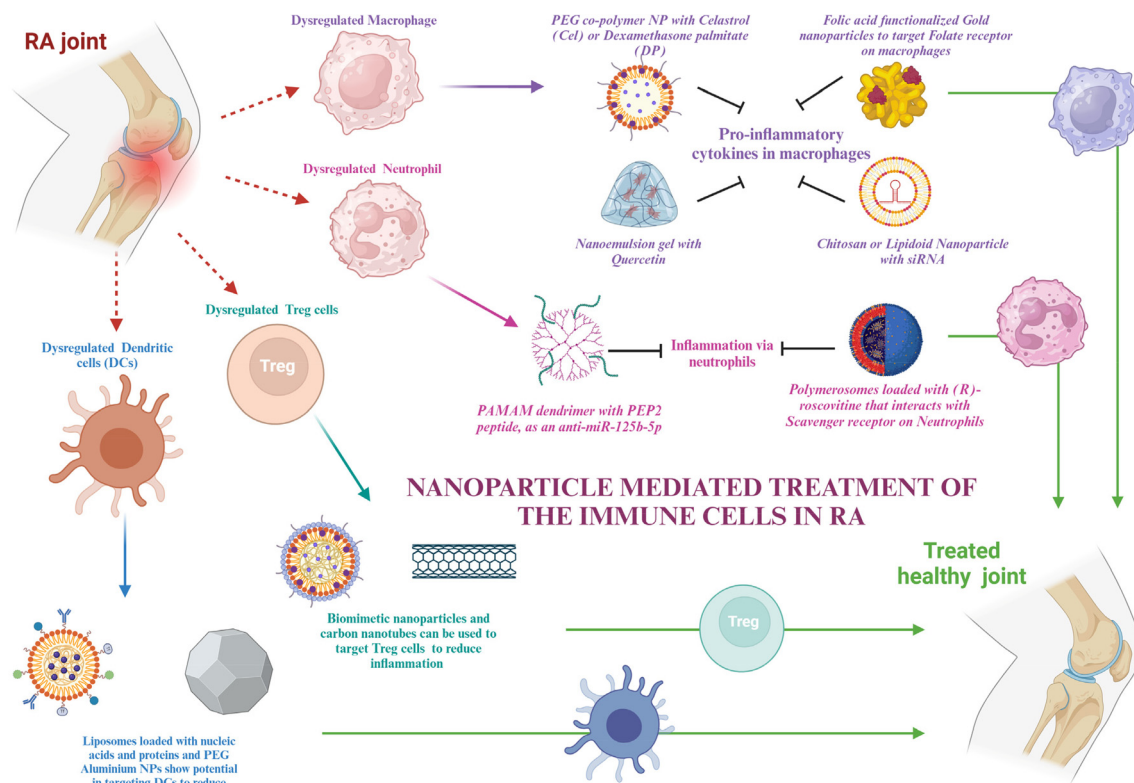 RA joint
Dysregulated Macrophage
PEG co-polymer NP with Celastrol
(Cel) or Dexamethasone palmitate
(DP)
Folic acid functionalized Gold
nanoparticles to target Folate receptor
on macrophages
Pro-inflammatory
cytokines in macrophages
Dysregulated Neutrophil
Nanoemulsion gel with
Quercetin
Chitosan or Lipidoid Nanoparticle
with siRNA
Dysregulated Treg cells
Treg
Dysregulated Dendritic
cells (DCs)
Inflammation via
neutrophils
PAMAM dendrimer with PEP2
peptide, as an anti-miR-125b-5p
Polymerosomes loaded with (R)-
roscovitine that interacts with
Scavenger receptor on Neutrophils
NANOPARTICLE MEDIATED TREATMENT OF
THE IMMUNE CELLS IN RA
Treated
healthy joint
Biomimetic nanoparticles and
carbon nanotubes can be used to
target Treg cells to reduce
inflammation
Treg
Liposomes loaded with nucleic
acids and proteins and PEG
Aluminium NPs show potential
in targeting DCs to reduce